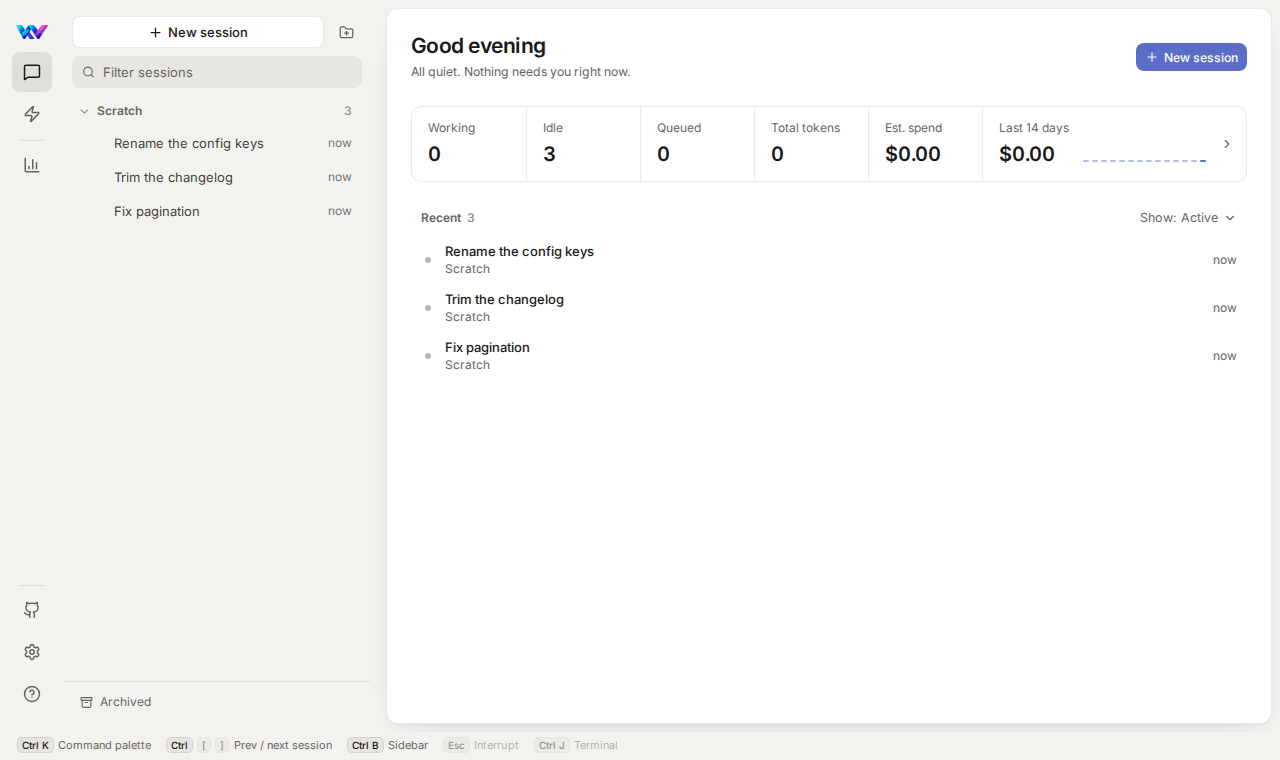 New session
Filter sessions
Scratch 3
Rename the config keys now
Trim the changelog now
Fix pagination now
Archived
Good evening
All quiet. Nothing needs you right now.
New session
Working
0
Idle
3
Queued
0
Total tokens
0
Est. spend
$0.00
Last 14 days
$0.00
Recent 3
Show: Active
Rename the config keys
Scratch
now
Trim the changelog
Scratch
now
Fix pagination
Scratch
now
Ctrl K Command palette Ctrl [ ] Prev / next session Ctrl B Sidebar Esc Interrupt Ctrl J Terminal